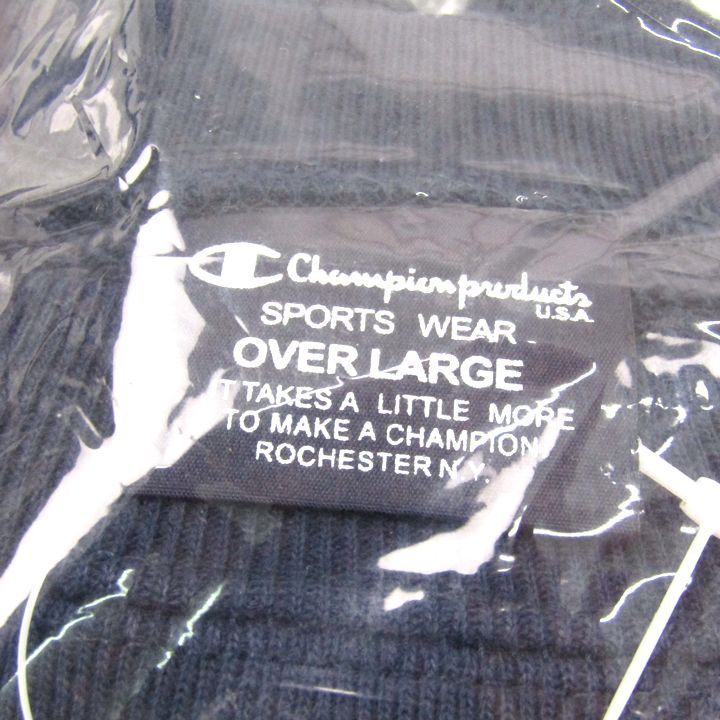 Champion products
U.S.A.
SPORTS WEAR
OVER LARGE
IT TAKES A LITTLE MORE
TO MAKE A CHAMPION
ROCHESTER N.Y.